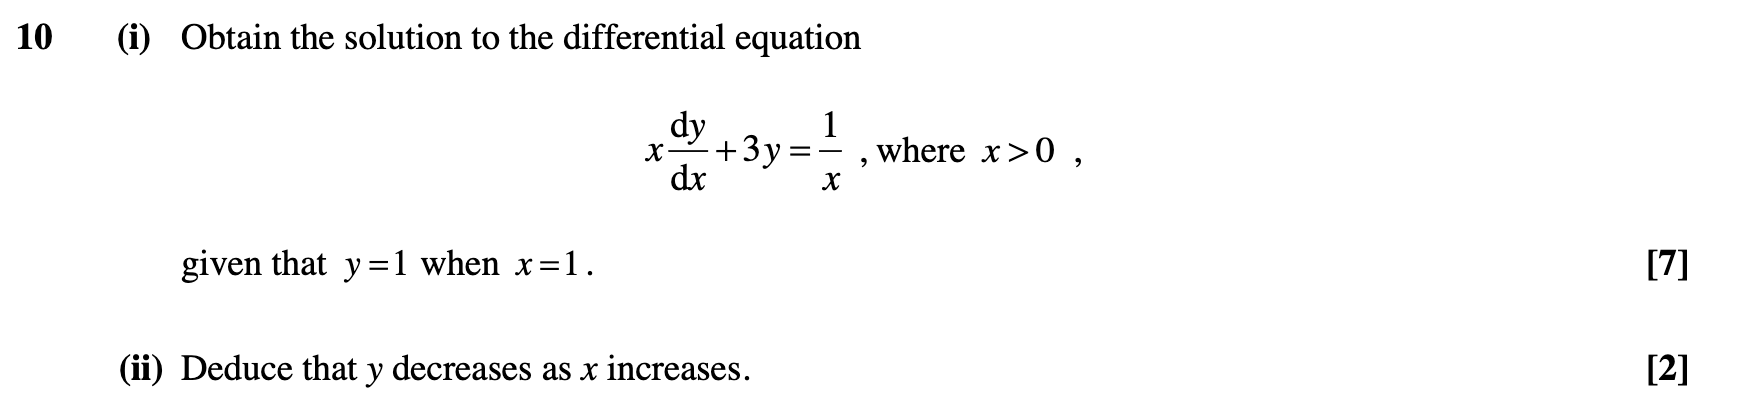 10 (i) Obtain the solution to the differential equation
x dy/dx + 3y = 1/x , where x > 0 ,
given that y = 1 when x = 1 . [7]
(ii) Deduce that y decreases as x increases. [2]